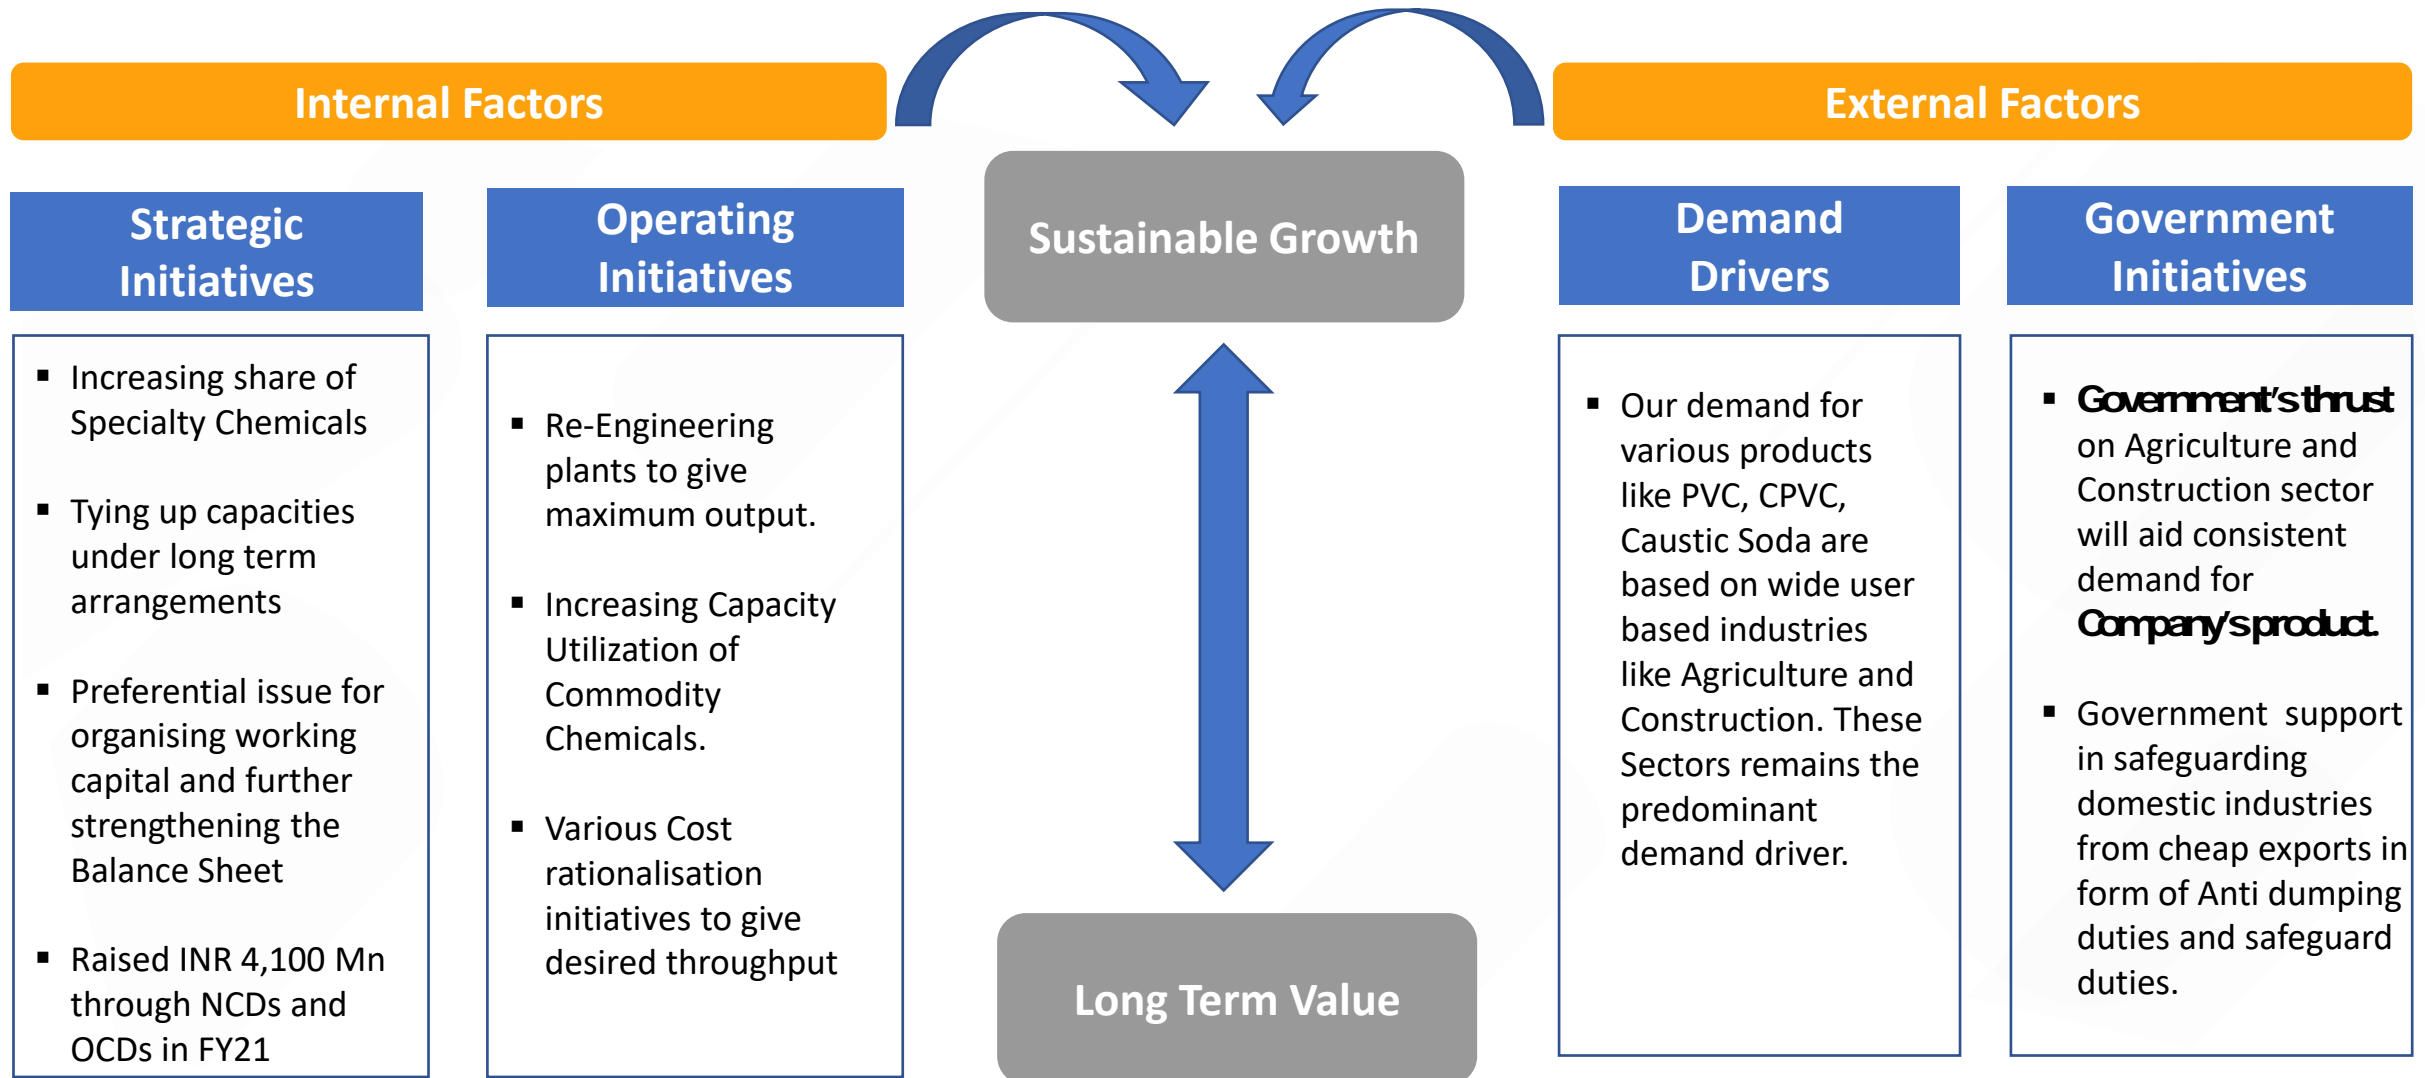 Internal Factors
Strategic
Initiatives
▪ Increasing share of
Specialty Chemicals
▪ Tying up capacities
under long term
arrangements
▪ Preferential issue for
organising working
capital and further
strengthening the
Balance Sheet
▪ Raised INR 4,100 Mn
through NCDs and
OCDs in FY21
Operating
Initiatives
▪ Re-Engineering
plants to give
maximum output.
▪ Increasing Capacity
Utilization of
Commodity
Chemicals.
▪ Various Cost
rationalisation
initiatives to give
desired throughput
Sustainable Growth
Long Term Value
External Factors
Demand
Drivers
▪ Our demand for
various products
like PVC, CPVC,
Caustic Soda are
based on wide user
based industries
like Agriculture and
Construction. These
Sectors remains the
predominant
demand driver.
Government
Initiatives
▪ Government's thrust
on Agriculture and
Construction sector
will aid consistent
demand for
Company's product.
▪ Government support
in safeguarding
domestic industries
from cheap exports in
form of Anti dumping
duties and safeguard
duties.